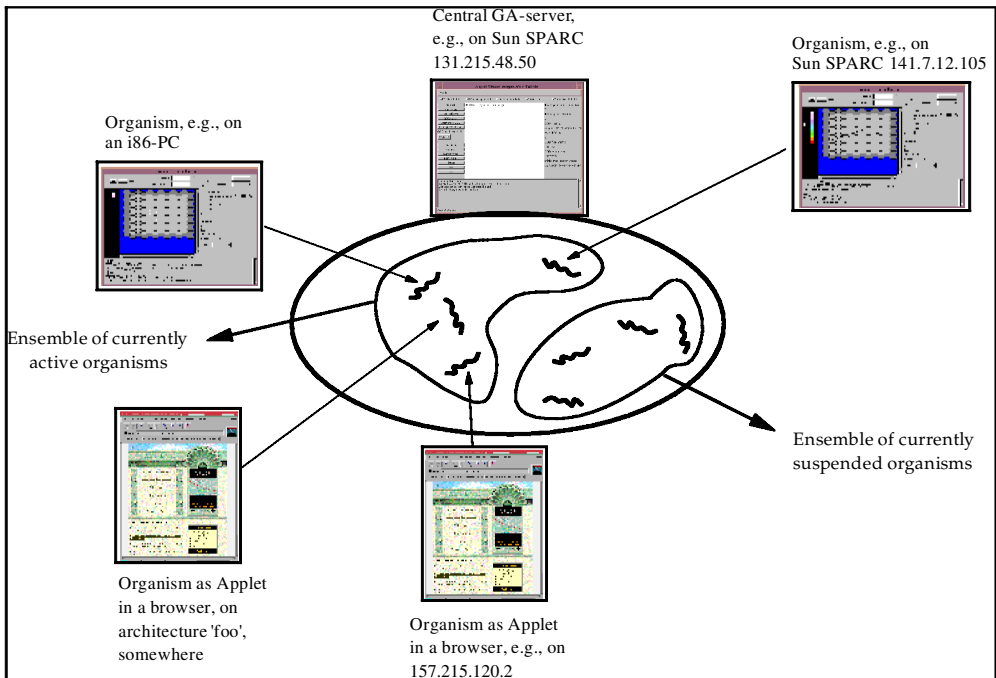 Central GA-server,
e.g., on Sun SPARC
131.215.48.50
Organism, e.g., on
Sun SPARC 141.7.12.105
Organism, e.g., on
an i86-PC
Ensemble of currently
active organisms
Ensemble of currently
suspended organisms
Organism as Applet
in a browser, on
architecture 'foo',
somewhere
Organism as Applet
in a browser, e.g., on
157.215.120.2